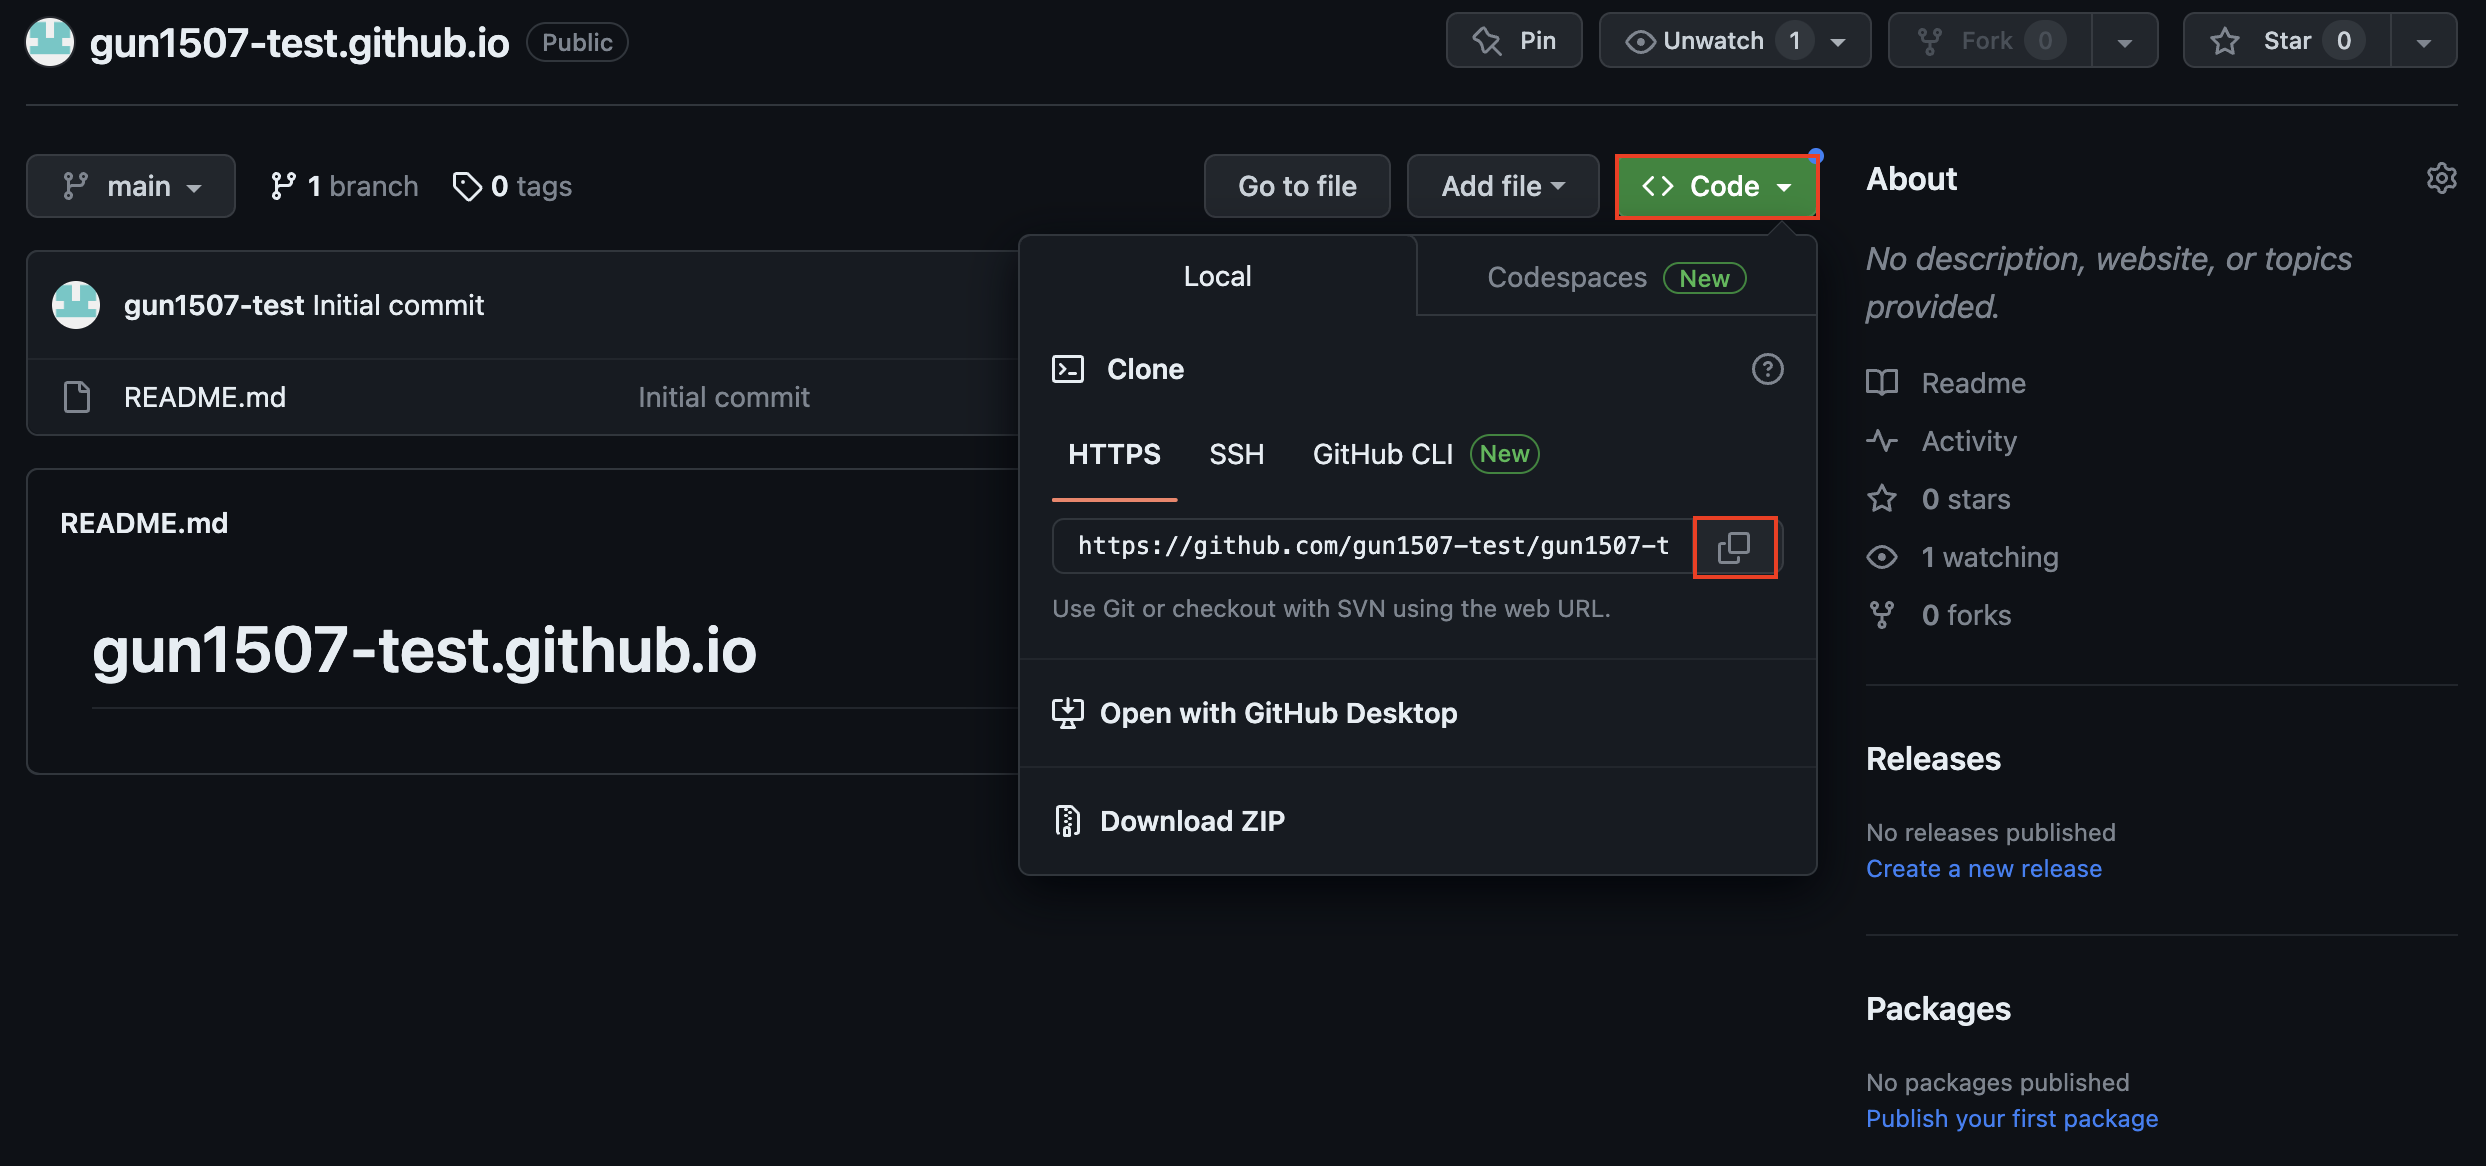 gun1507-test.github.io Public
Pin Unwatch 1 Fork 0 Star 0
main 1 branch 0 tags
Go to file Add file <> Code
gun1507-test Initial commit
README.md Initial commit
README.md
gun1507-test.github.io
Local Codespaces New
Clone
HTTPS SSH GitHub CLI New
https://github.com/gun1507-test/gun1507-t
Use Git or checkout with SVN using the web URL.
Open with GitHub Desktop
Download ZIP
About
No description, website, or topics
provided.
Readme
Activity
0 stars
1 watching
0 forks
Releases
No releases published
Create a new release
Packages
No packages published
Publish your first package